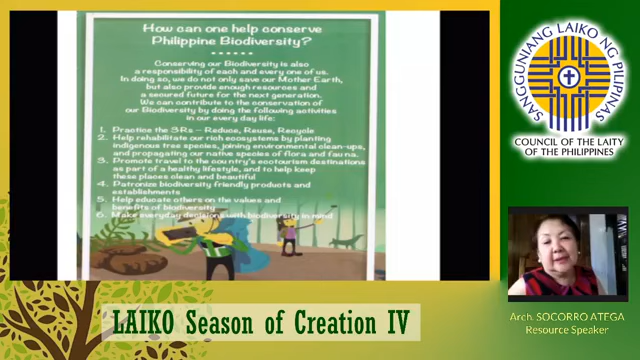 How can one help conserve
Philippine Biodiversity?
Conserving our Biodiversity is also
a responsibility of each and every one of us.
In doing so, we do not only save our Mother Earth,
but also provide enough resources and
a secured future for the next generation.
We can contribute to the conservation of
our Biodiversity by doing the following activities
in our every day life:
1. Practice the 3Rs – Reduce, Reuse, Recycle
2. Help rehabilitate our rich ecosystems by planting
indigenous tree species, joining environmental clean-ups,
and propagating our native species of flora and fauna.
3. Promote travel to the country's ecotourism destinations
as part of a healthy lifestyle, and to help keep
these places clean and beautiful
4. Patronize biodiversity friendly products and
establishments
5. Help educate others on the values and
benefits of biodiversity
6. Make everyday decisions with biodiversity in mind
SANGGUNIANG LAIKO NG PILIPINAS
COUNCIL OF THE LAITY
OF THE PHILIPPINES
Arch. SOCORRO ATEGA
Resource Speaker
LAIKO Season of Creation IV